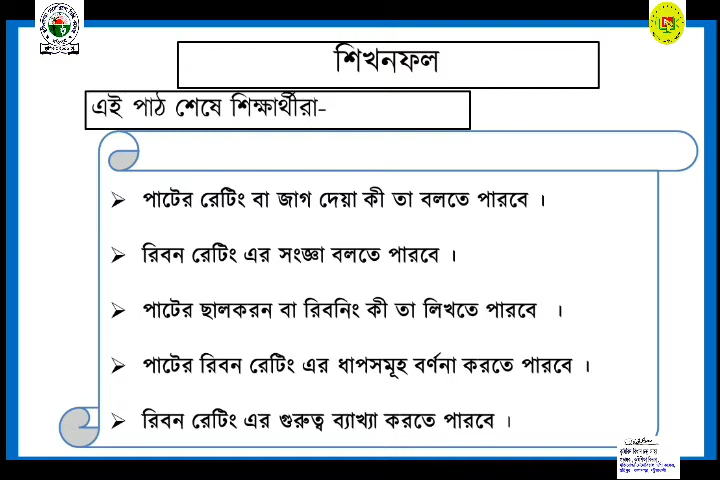 শিখনফল
এই পাঠ শেষে শিক্ষার্থীরা-
পাটের রেটিং বা জাগ দেয়া কী তা বলতে পারবে ।
রিবন রেটিং এর সংজ্ঞা বলতে পারবে ।
পাটের ছালকরন বা রিবনিং কী তা লিখতে পারবে ।
পাটের রিবন রেটিং এর ধাপসমূহ বর্ণনা করতে পারবে ।
রিবন রেটিং এর গুরুত্ব ব্যাখ্যা করতে পারবে ।